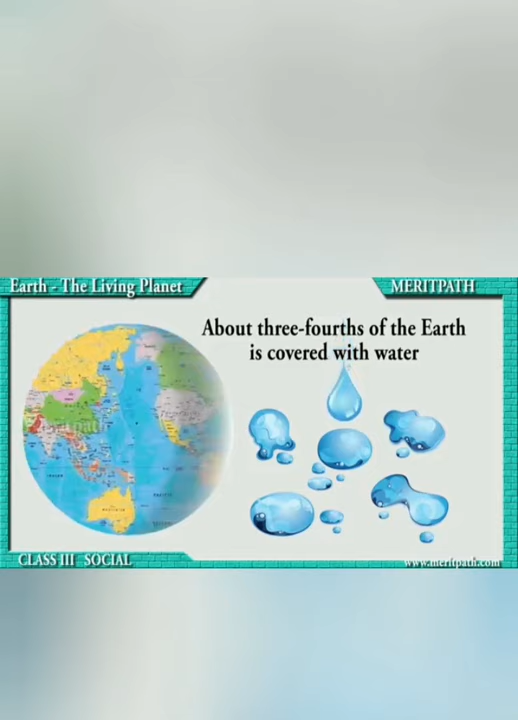 Earth - The Living Planet
MERITPATH
About three-fourths of the Earth
is covered with water
CLASS III SOCIAL
www.meritpath.com